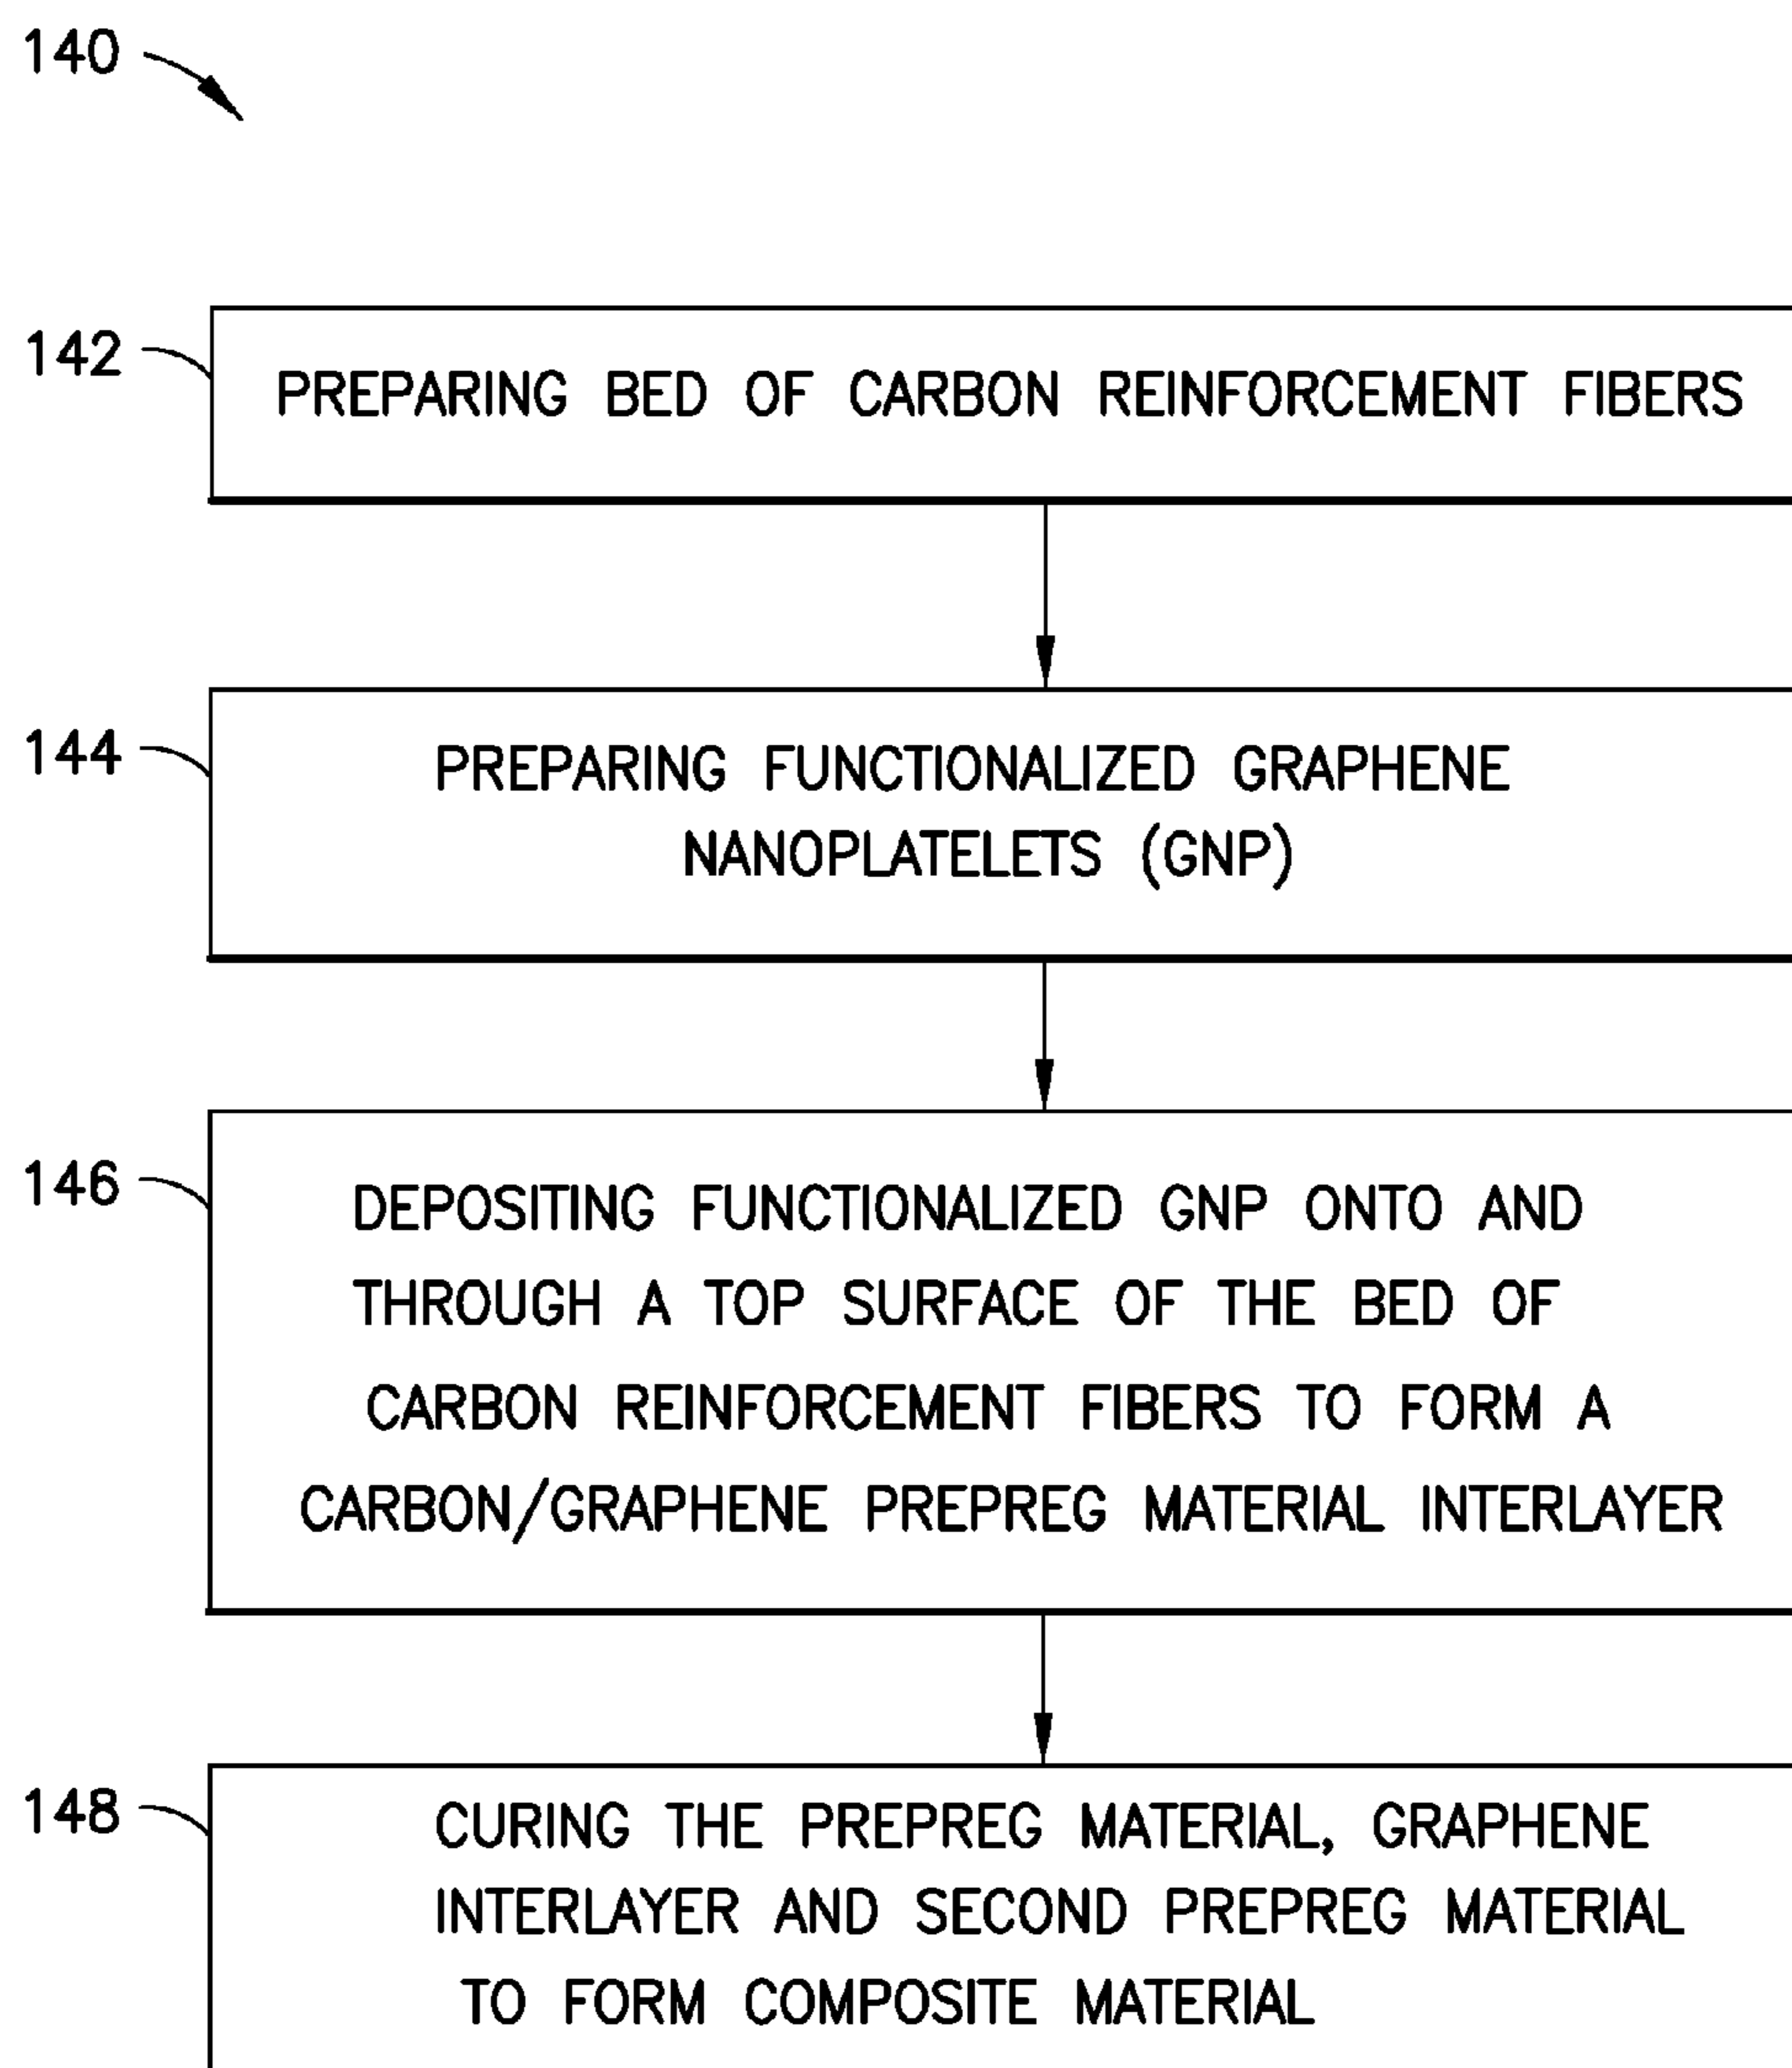 140
142
PREPARING BED OF CARBON REINFORCEMENT FIBERS
144
PREPARING FUNCTIONALIZED GRAPHENE
NANOPLATELETS (GNP)
146
DEPOSITING FUNCTIONALIZED GNP ONTO AND
THROUGH A TOP SURFACE OF THE BED OF
CARBON REINFORCEMENT FIBERS TO FORM A
CARBON/GRAPHENE PREPREG MATERIAL INTERLAYER
148
CURING THE PREPREG MATERIAL, GRAPHENE
INTERLAYER AND SECOND PREPREG MATERIAL
TO FORM COMPOSITE MATERIAL